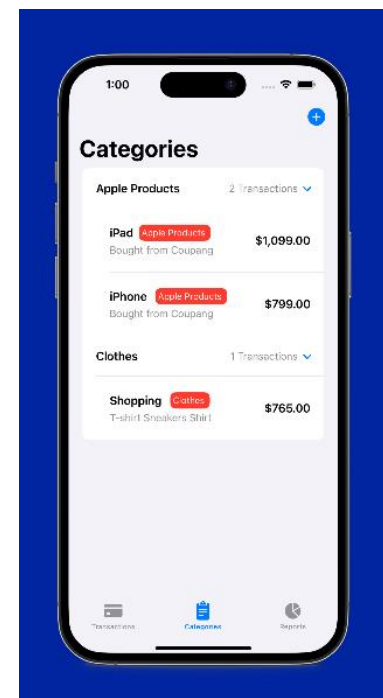 1:00
Categories
Apple Products 2 Transactions
iPad Apple Products $1,099.00
Bought from Coupang
iPhone Apple Products $799.00
Bought from Coupang
Clothes 1 Transactions
Shopping Clothes $765.00
T-shirt Sneakers Shirt
Transactions Categories Reports